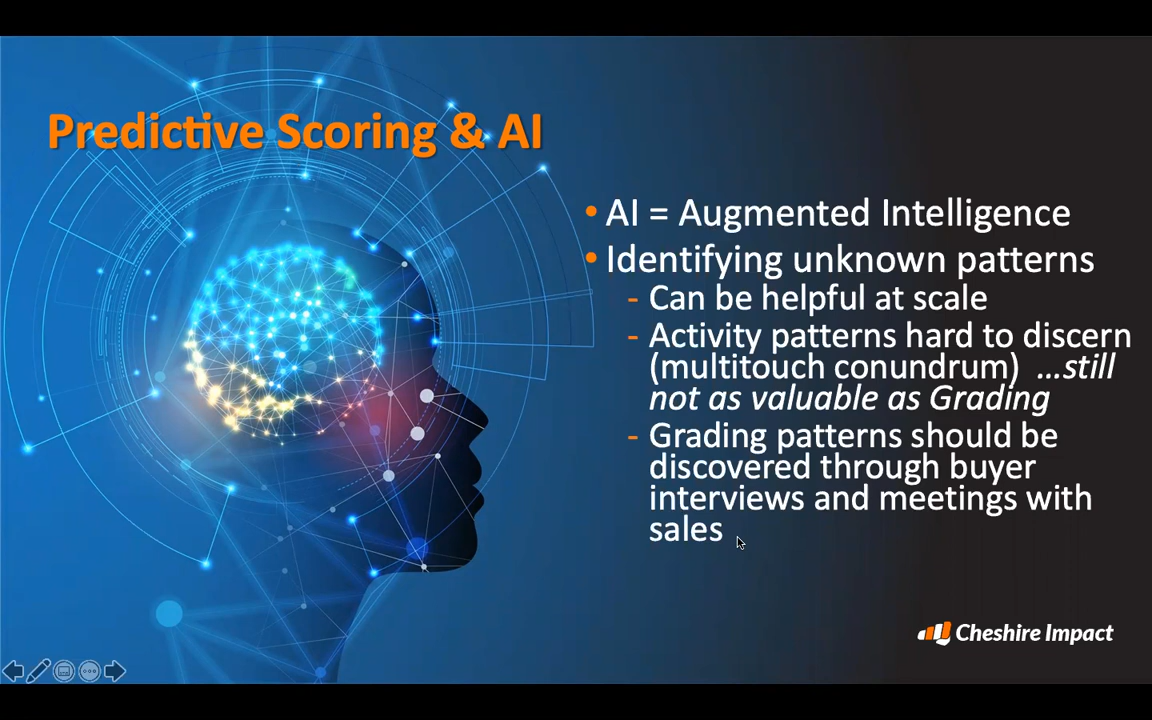 Predictive Scoring & AI
• AI = Augmented Intelligence
• Identifying unknown patterns
- Can be helpful at scale
- Activity patterns hard to discern
(multitouch conundrum) ...still
not as valuable as Grading
- Grading patterns should be
discovered through buyer
interviews and meetings with
sales
Cheshire Impact